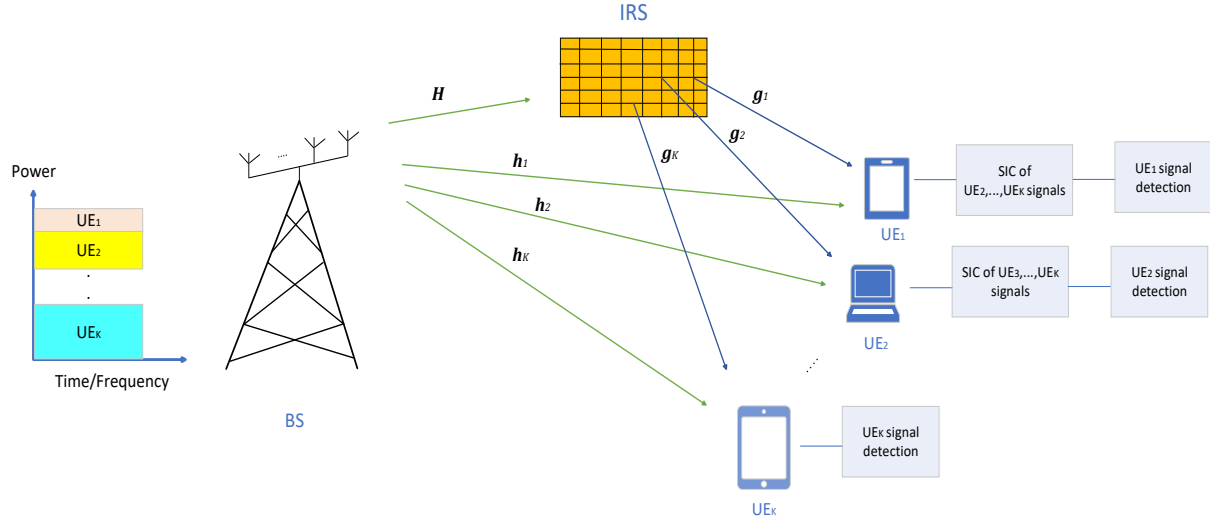 IRS
H
g1
g2
gK
h1
h2
hK
....
Power
UE1
UE2
.
.
UEK
Time/Frequency
BS
UE1
SIC of
UE2,...,UEK signals
UE1 signal
detection
UE2
SIC of UE3,...,UEK
signals
UE2 signal
detection
.....
UEK
UEK signal
detection